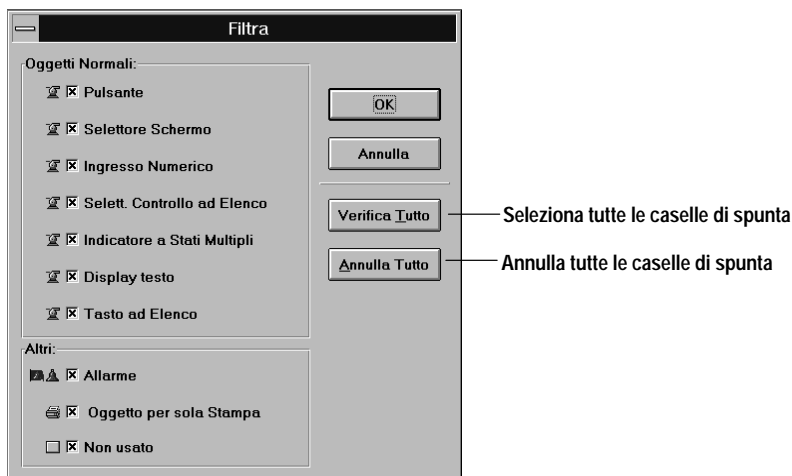 Filtra
Oggetti Normali:
Pulsante
Selettore Schermo
Ingresso Numerico
Selett. Controllo ad Elenco
Indicatore a Stati Multipli
Display testo
Tasto ad Elenco
Altri:
Allarme
Oggetto per sola Stampa
Non usato
OK
Annulla
Verifica Tutto
Annulla Tutto
Seleziona tutte le caselle di spunta
Annulla tutte le caselle di spunta